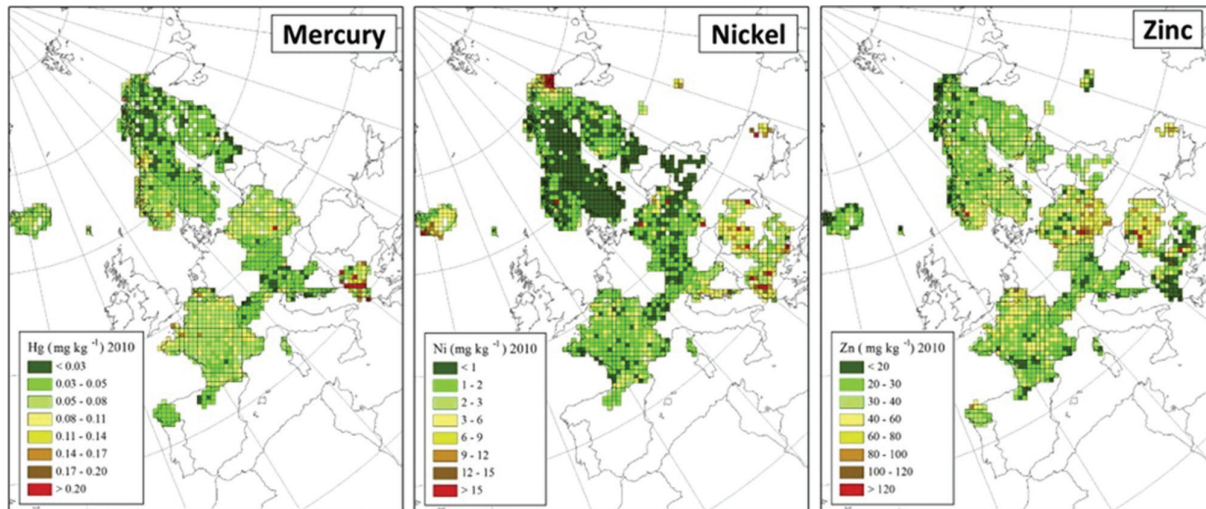 Mercury
Hg ( mg kg -1 ) 2010
< 0.03
0.03 - 0.05
0.05 - 0.08
0.08 - 0.11
0.11 - 0.14
0.14 - 0.17
0.17 - 0.20
> 0.20
Nickel
Ni ( mg kg -1 ) 2010
< 1
1 - 2
2 - 3
3 - 6
6 - 9
9 - 12
12 - 15
> 15
Zinc
Zn ( mg kg -1 ) 2010
< 20
20 - 30
30 - 40
40 - 60
60 - 80
80 - 100
100 - 120
> 120